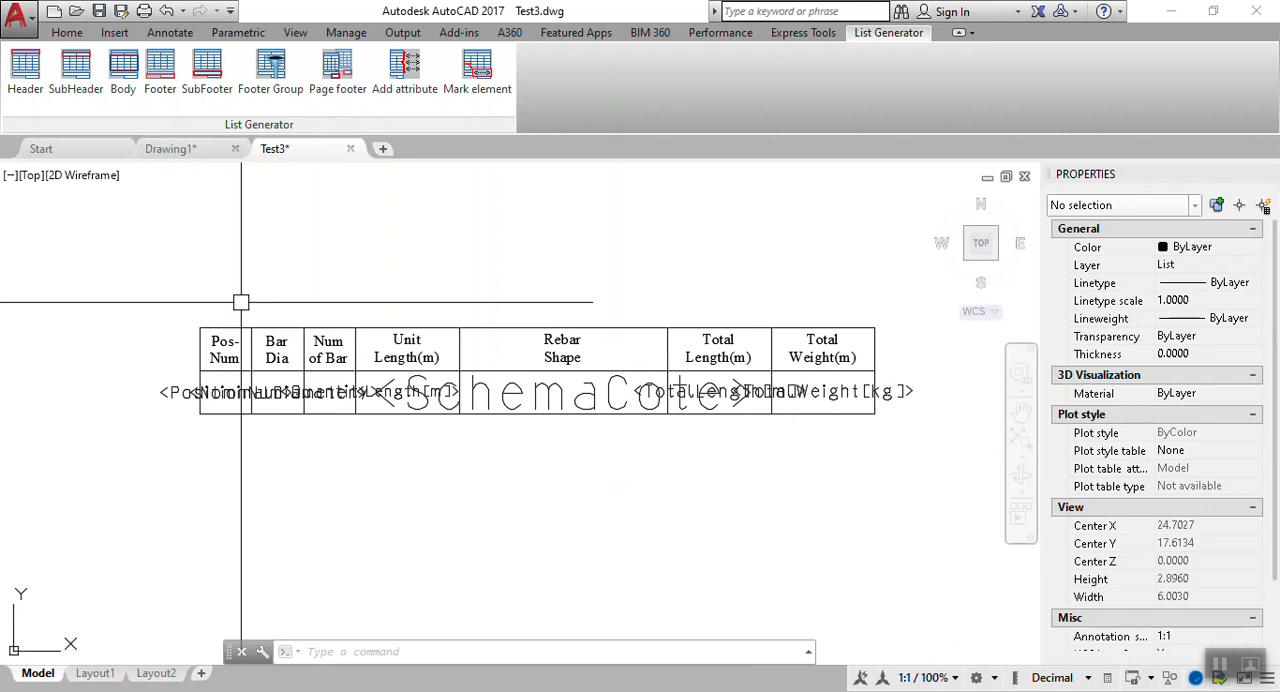 Autodesk AutoCAD 2017 Test3.dwg
Type a keyword or phrase
Sign In
Home Insert Annotate Parametric View Manage Output Add-ins A360 Featured Apps BIM 360 Performance Express Tools List Generator
Header SubHeader Body Footer SubFooter Footer Group Page footer Add attribute Mark element
List Generator
Start Drawing1* Test3*
[−][Top][2D Wireframe]
N
W TOP E
S
WCS
Pos-
Num
Bar
Dia
Num
of Bar
Unit
Length(m)
Rebar
Shape
Total
Length(m)
Total
Weight(m)
<SchemaCote>
Y
X
Type a command
Model Layout1 Layout2
1:1 / 100% Decimal
PROPERTIES
No selection
General
Color ByLayer
Layer List
Linetype ByLayer
Linetype scale 1.0000
Lineweight ByLayer
Transparency ByLayer
Thickness 0.0000
3D Visualization
Material ByLayer
Plot style
Plot style ByColor
Plot style table None
Plot table att... Model
Plot table type Not available
View
Center X 24.7027
Center Y 17.6134
Center Z 0.0000
Height 2.8960
Width 6.0030
Misc
Annotation s... 1:1